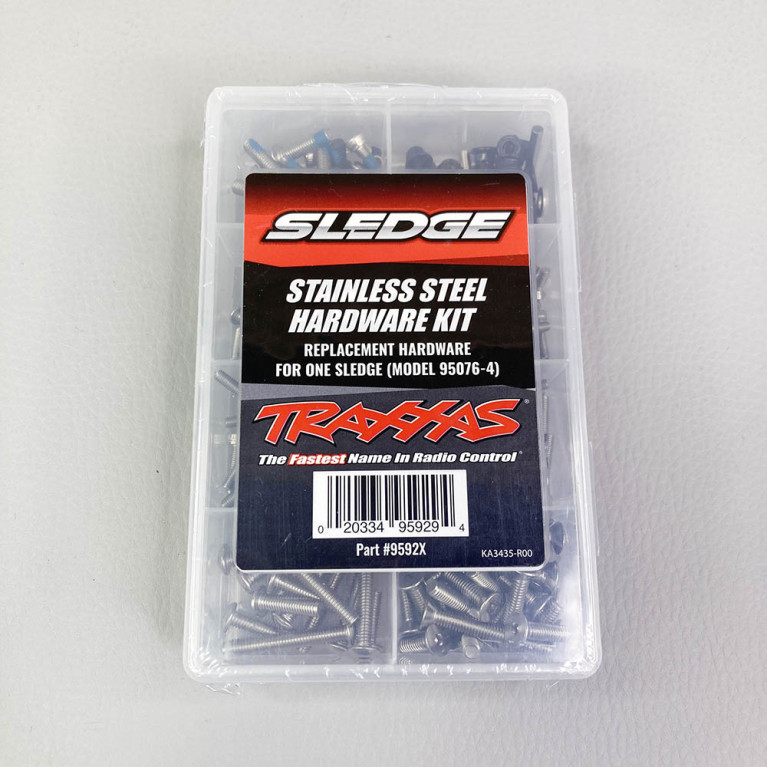 SLEDGE
STAINLESS STEEL
HARDWARE KIT
REPLACEMENT HARDWARE
FOR ONE SLEDGE (MODEL 95076-4)
TRAXXAS®
The Fastest Name In Radio Control®
0 20334 95929 4
Part #9592X
KA3435-R00